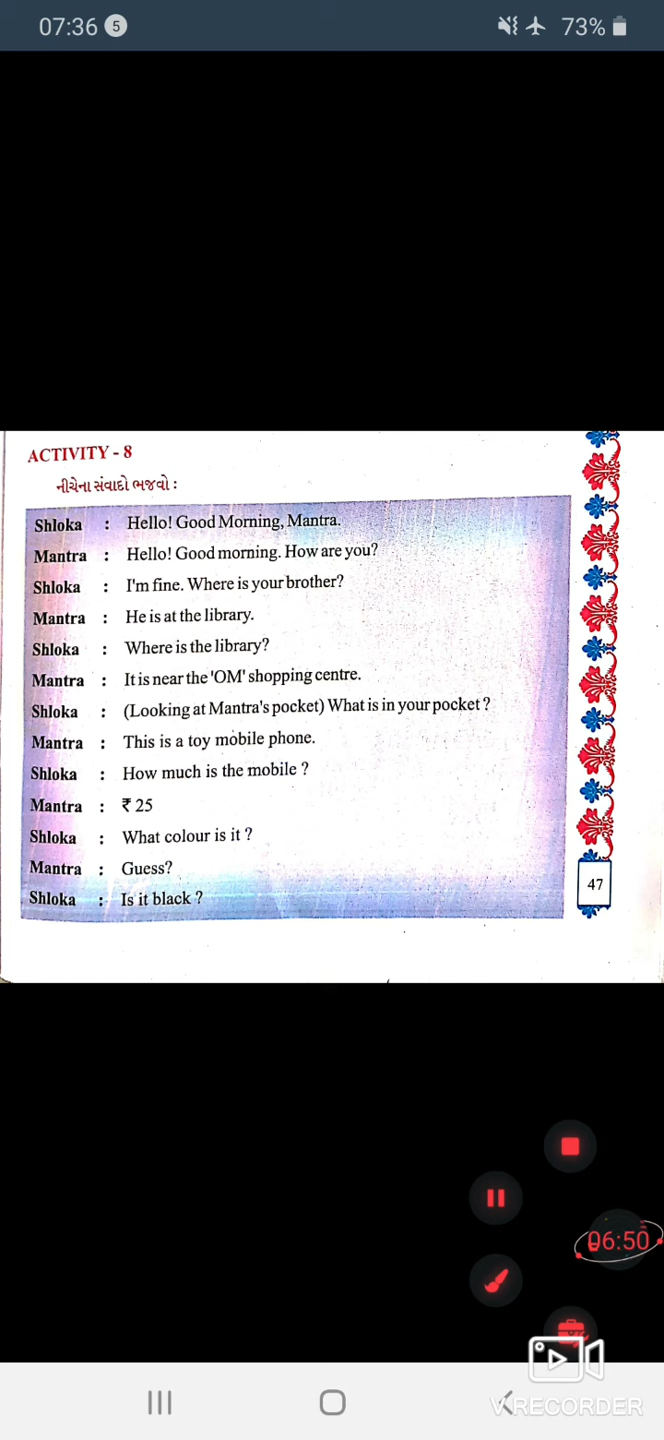 07:36 5 73%
ACTIVITY - 8
નીચેના સંવાદો ભજવો :
Shloka : Hello! Good Morning, Mantra.
Mantra : Hello! Good morning. How are you?
Shloka : I'm fine. Where is your brother?
Mantra : He is at the library.
Shloka : Where is the library?
Mantra : It is near the 'OM' shopping centre.
Shloka : (Looking at Mantra's pocket) What is in your pocket ?
Mantra : This is a toy mobile phone.
Shloka : How much is the mobile ?
Mantra : ₹ 25
Shloka : What colour is it ?
Mantra : Guess?
Shloka : Is it black ?
47
06:50
V RECORDER